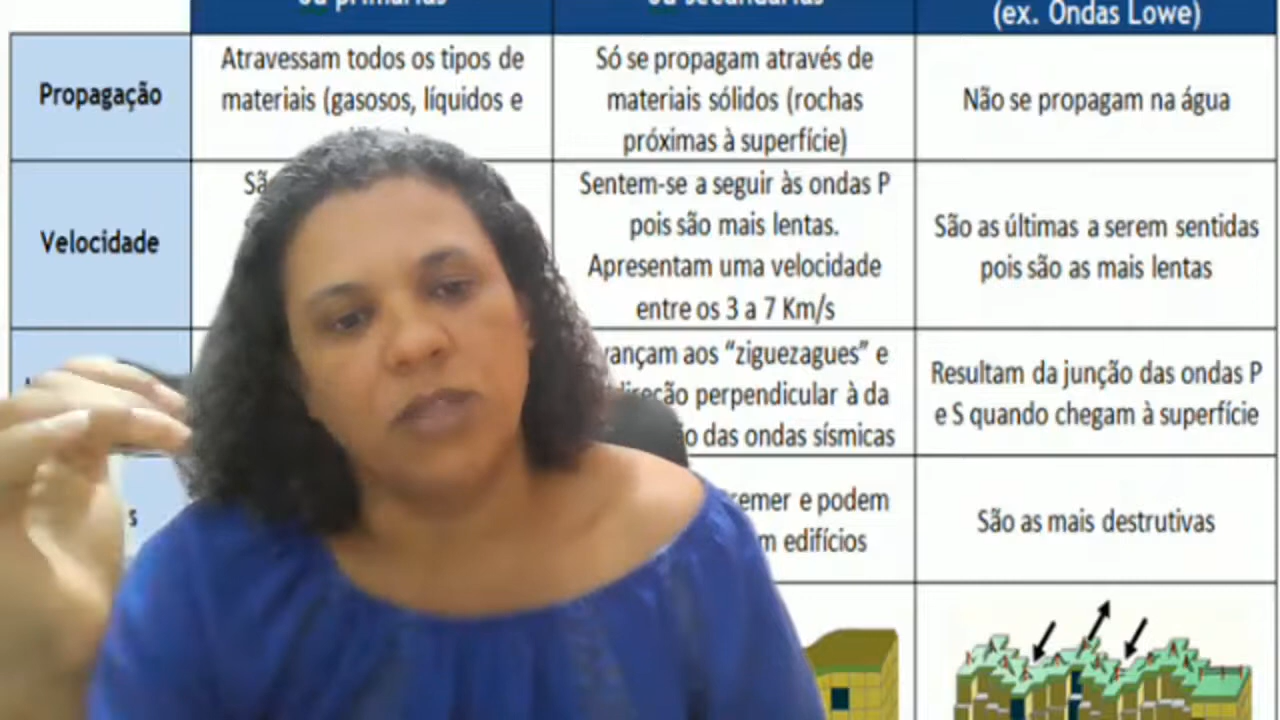 ou primárias
ou secundárias
(ex. Ondas Lowe)
Propagação
Atravessam todos os tipos de
materiais (gasosos, líquidos e
Só se propagam através de
materiais sólidos (rochas
próximas à superfície)
Não se propagam na água
Velocidade
Sentem-se a seguir às ondas P
pois são mais lentas.
Apresentam uma velocidade
entre os 3 a 7 Km/s
São as últimas a serem sentidas
pois são as mais lentas
"ziguezagues" e
perpendicular à da
das ondas sísmicas
Resultam da junção das ondas P
e S quando chegam à superfície
e podem
edifícios
São as mais destrutivas